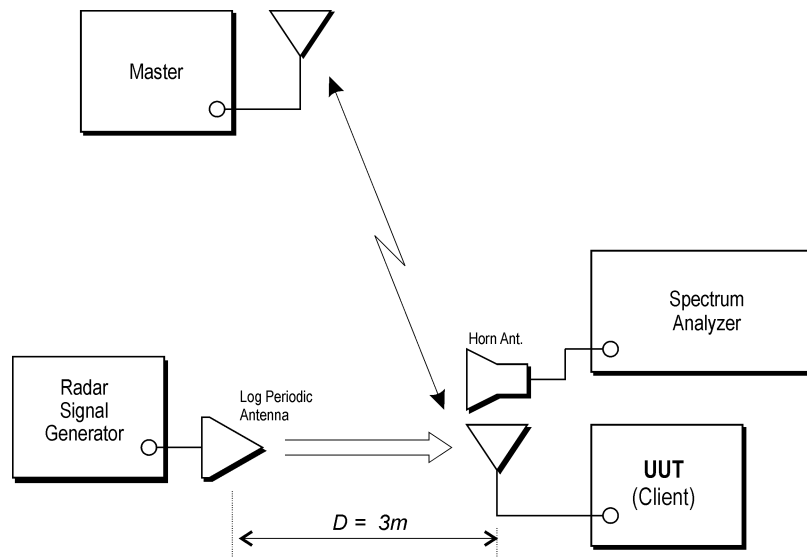 Master
Spectrum
Analyzer
Horn Ant.
Radar
Signal
Generator
Log Periodic
Antenna
UUT
(Client)
D = 3m